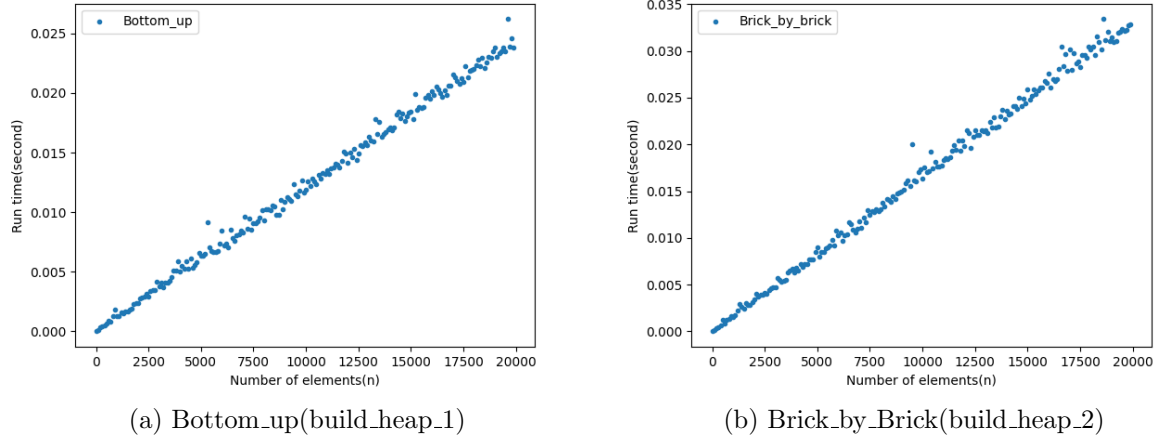 Bottom_up
0.025
0.020
0.015
0.010
0.005
0.000
Run time(second)
0 2500 5000 7500 10000 12500 15000 17500 20000
Number of elements(n)
(a) Bottom_up(build_heap_1)
Brick_by_brick
0.035
0.030
0.025
0.020
0.015
0.010
0.005
0.000
Run time(second)
0 2500 5000 7500 10000 12500 15000 17500 20000
Number of elements(n)
(b) Brick_by_Brick(build_heap_2)